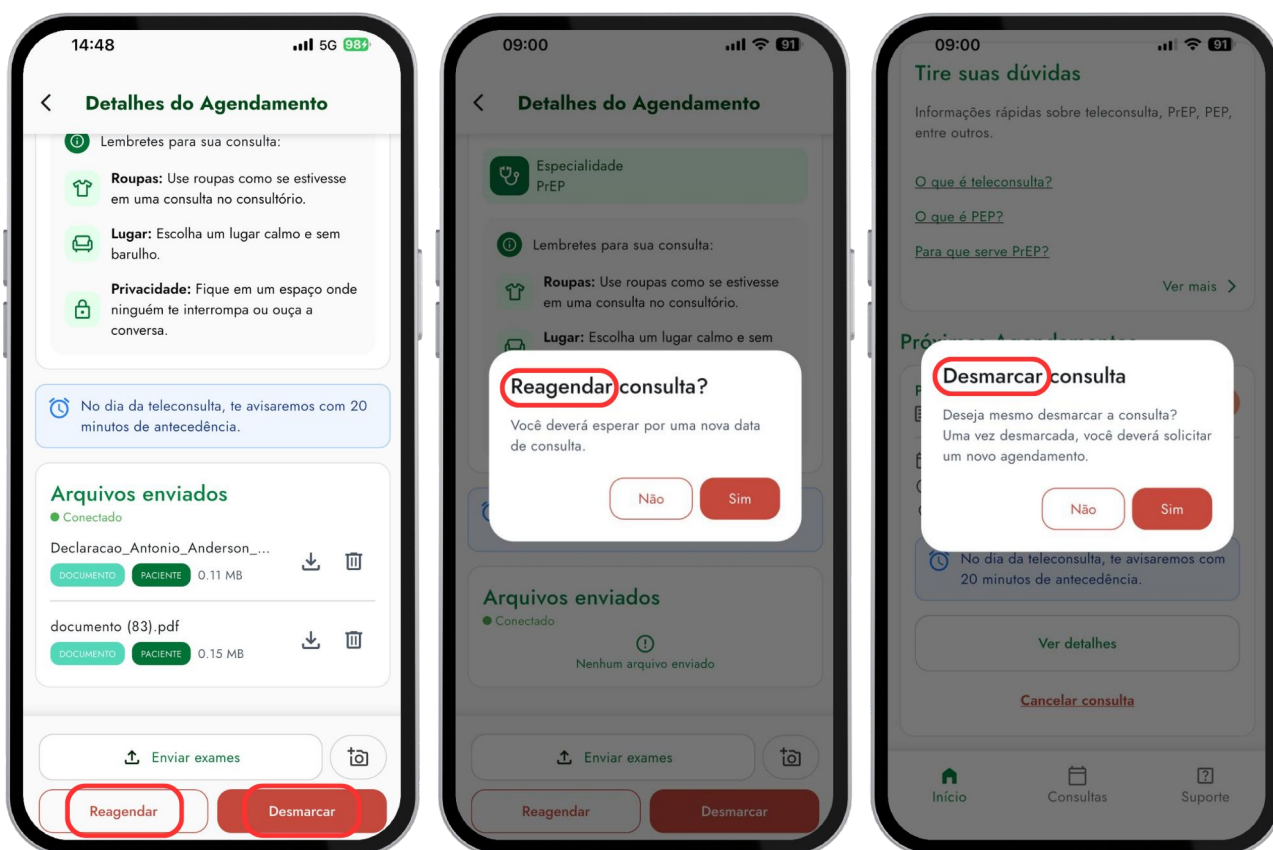 14:48
5G 98
Detalhes do Agendamento
Lembretes para sua consulta:
Roupas: Use roupas como se estivesse
em uma consulta no consultório.
Lugar: Escolha um lugar calmo e sem
barulho.
Privacidade: Fique em um espaço onde
ninguém te interrompa ou ouça a
conversa.
No dia da teleconsulta, te avisaremos com 20
minutos de antecedência.
Arquivos enviados
Conectado
Declaracao_Antonio_Anderson_...
DOCUMENTO PACIENTE 0.11 MB
documento (83).pdf
DOCUMENTO PACIENTE 0.15 MB
Enviar exames
Reagendar Desmarcar
09:00
91
Detalhes do Agendamento
Especialidade
PrEP
Lembretes para sua consulta:
Roupas: Use roupas como se estivesse
em uma consulta no consultório.
Lugar: Escolha um lugar calmo e sem
Reagendar consulta?
Você deverá esperar por uma nova data
de consulta.
Não Sim
Arquivos enviados
Conectado
Nenhum arquivo enviado
Enviar exames
Reagendar Desmarcar
09:00
91
Tire suas dúvidas
Informações rápidas sobre teleconsulta, PrEP, PEP,
entre outros.
O que é teleconsulta?
O que é PEP?
Para que serve PrEP?
Ver mais
Próximos Agendamentos
Desmarcar consulta
Deseja mesmo desmarcar a consulta?
Uma vez desmarcada, você deverá solicitar
um novo agendamento.
Não Sim
No dia da teleconsulta, te avisaremos com
20 minutos de antecedência.
Ver detalhes
Cancelar consulta
Início Consultas Suporte